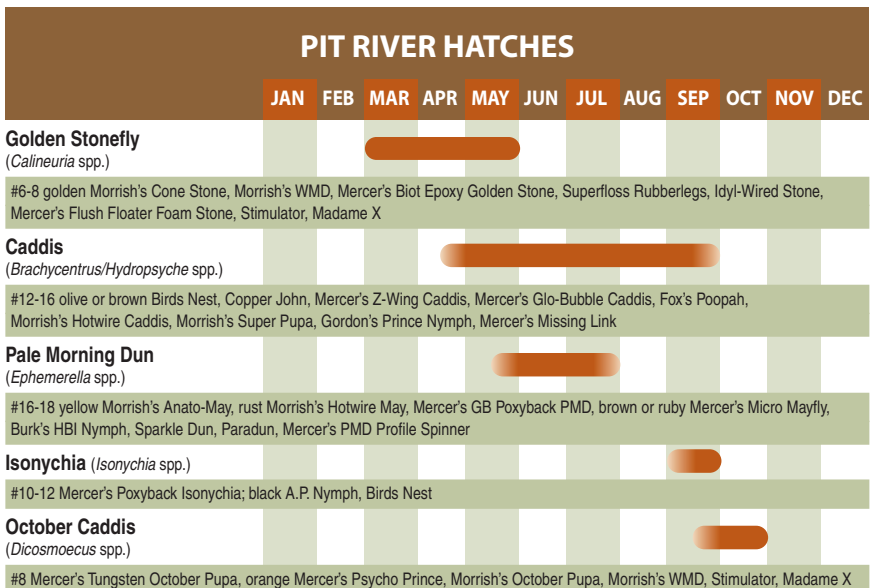 PIT RIVER HATCHES
JAN FEB MAR APR MAY JUN JUL AUG SEP OCT NOV DEC
Golden Stonefly
(Calineuria spp.)
#6-8 golden Morrish's Cone Stone, Morrish's WMD, Mercer's Biot Epoxy Golden Stone, Superfloss Rubberlegs, Idyl-Wired Stone,
Mercer's Flush Floater Foam Stone, Stimulator, Madame X
Caddis
(Brachycentrus/Hydropsyche spp.)
#12-16 olive or brown Birds Nest, Copper John, Mercer's Z-Wing Caddis, Mercer's Glo-Bubble Caddis, Fox's Poopah,
Morrish's Hotwire Caddis, Morrish's Super Pupa, Gordon's Prince Nymph, Mercer's Missing Link
Pale Morning Dun
(Ephemerella spp.)
#16-18 yellow Morrish's Anato-May, rust Morrish's Hotwire May, Mercer's GB Poxyback PMD, brown or ruby Mercer's Micro Mayfly,
Burk's HBI Nymph, Sparkle Dun, Paradun, Mercer's PMD Profile Spinner
Isonychia (Isonychia spp.)
#10-12 Mercer's Poxyback Isonychia; black A.P. Nymph, Birds Nest
October Caddis
(Dicosmoecus spp.)
#8 Mercer's Tungsten October Pupa, orange Mercer's Psycho Prince, Morrish's October Pupa, Morrish's WMD, Stimulator, Madame X